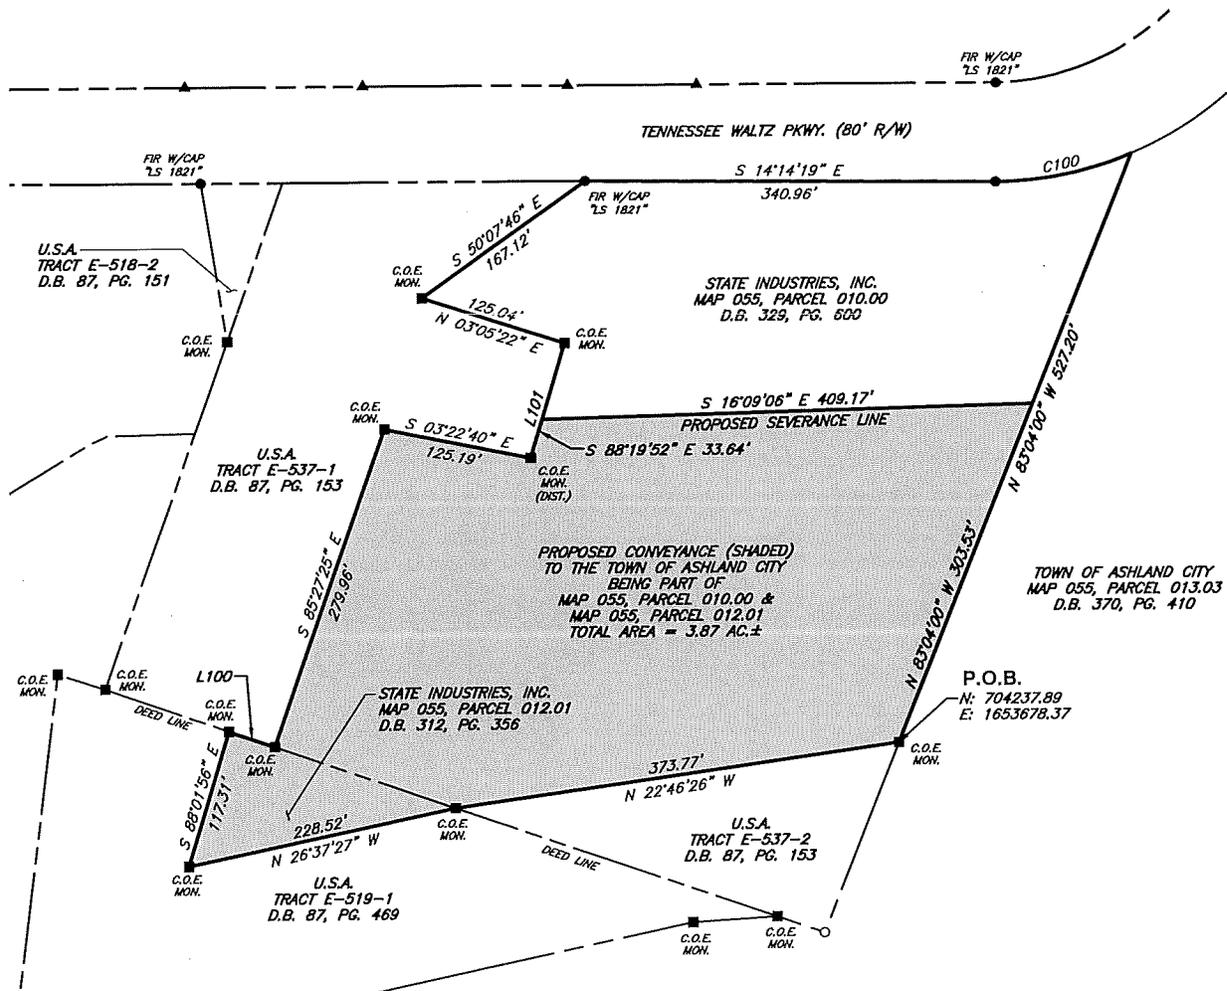 FIR W/CAP
"LS 1821"
TENNESSEE WALTZ PKWY. (80' R/W)
FIR W/CAP
"LS 1821"
S 14°14'19" E
340.96'
C100
FIR W/CAP
"LS 1821"
S 50°07'46" E
167.12'
U.S.A.
TRACT E-518-2
D.B. 87, PG. 151
C.O.E.
MON.
125.04'
N 03°05'22" E
C.O.E.
MON.
STATE INDUSTRIES, INC.
MAP 055, PARCEL 010.00
D.B. 329, PG. 600
C.O.E.
MON.
N 83°04'00" W 527.20'
L101
S 16°09'06" E 409.17'
PROPOSED SEVERANCE LINE
C.O.E.
MON.
S 03°22'40" E
125.19'
S 88°19'52" E 33.64'
U.S.A.
TRACT E-537-1
D.B. 87, PG. 153
C.O.E.
MON.
(DIST.)
S 85°27'25" E
279.96'
PROPOSED CONVEYANCE (SHADED)
TO THE TOWN OF ASHLAND CITY
BEING PART OF
MAP 055, PARCEL 010.00 &
MAP 055, PARCEL 012.01
TOTAL AREA = 3.87 AC.±
N 83°04'00" W 303.53'
TOWN OF ASHLAND CITY
MAP 055, PARCEL 013.03
D.B. 370, PG. 410
C.O.E.
MON.
C.O.E.
MON.
DEED LINE
L100
C.O.E.
MON.
C.O.E.
MON.
STATE INDUSTRIES, INC.
MAP 055, PARCEL 012.01
D.B. 312, PG. 356
P.O.B.
N: 704237.89
E: 1653678.37
C.O.E.
MON.
S 88°01'56" E
117.31'
373.77'
N 22°46'26" W
228.52'
N 26°37'27" W
C.O.E.
MON.
DEED LINE
U.S.A.
TRACT E-537-2
D.B. 87, PG. 153
C.O.E.
MON.
U.S.A.
TRACT E-519-1
D.B. 87, PG. 469
C.O.E.
MON.
C.O.E.
MON.